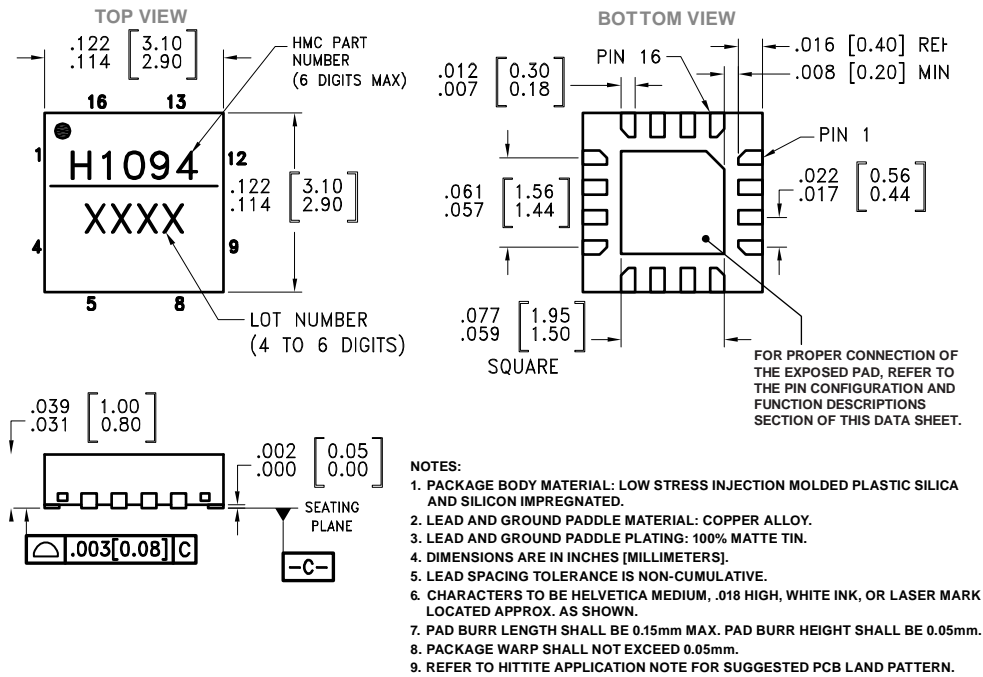 TOP VIEW
.122 [3.10]
.114 [2.90]
HMC PART
NUMBER
(6 DIGITS MAX)
16 13
1
12
H1094
XXXX
.122 [3.10]
.114 [2.90]
4
9
5 8
LOT NUMBER
(4 TO 6 DIGITS)
BOTTOM VIEW
PIN 16
.016 [0.40]
.008 [0.20] MIN
.012 [0.30]
.007 [0.18]
PIN 1
.022 [0.56]
.017 [0.44]
.061 [1.56]
.057 [1.44]
.077 [1.95]
.059 [1.50]
SQUARE
FOR PROPER CONNECTION OF
THE EXPOSED PAD, REFER TO
THE PIN CONFIGURATION AND
FUNCTION DESCRIPTIONS
SECTION OF THIS DATA SHEET.
.039 [1.00]
.031 [0.80]
.002 [0.05]
.000 [0.00]
SEATING
PLANE
.003[0.08] C
-C-
NOTES:
1. PACKAGE BODY MATERIAL: LOW STRESS INJECTION MOLDED PLASTIC SILICA
AND SILICON IMPREGNATED.
2. LEAD AND GROUND PADDLE MATERIAL: COPPER ALLOY.
3. LEAD AND GROUND PADDLE PLATING: 100% MATTE TIN.
4. DIMENSIONS ARE IN INCHES [MILLIMETERS].
5. LEAD SPACING TOLERANCE IS NON-CUMULATIVE.
6. CHARACTERS TO BE HELVETICA MEDIUM, .018 HIGH, WHITE INK, OR LASER MARK
LOCATED APPROX. AS SHOWN.
7. PAD BURR LENGTH SHALL BE 0.15mm MAX. PAD BURR HEIGHT SHALL BE 0.05mm.
8. PACKAGE WARP SHALL NOT EXCEED 0.05mm.
9. REFER TO HITTITE APPLICATION NOTE FOR SUGGESTED PCB LAND PATTERN.